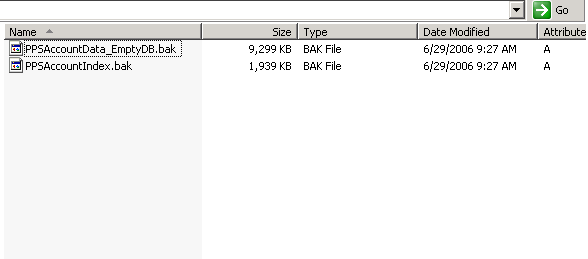 Go
Name Size Type Date Modified Attribute
PPSAccountData_EmptyDB.bak 9,299 KB BAK File 6/29/2006 9:27 AM A
PPSAccountIndex.bak 1,939 KB BAK File 6/29/2006 9:27 AM A